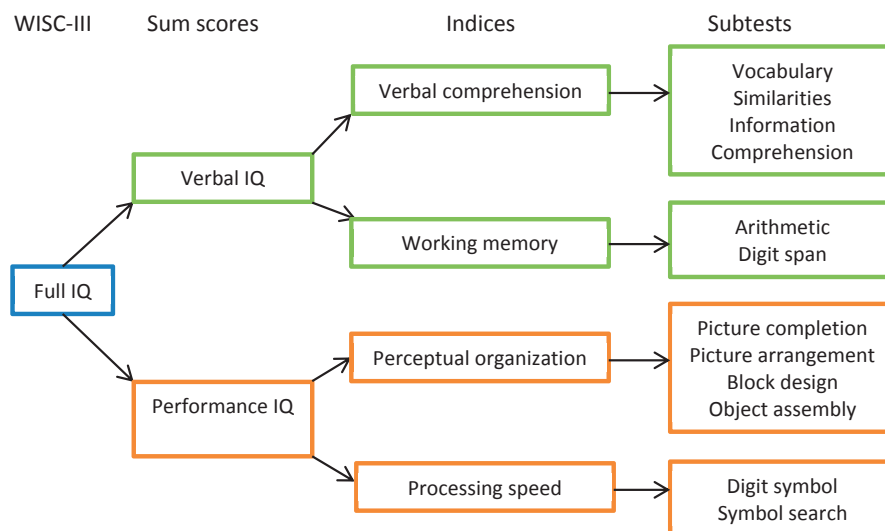 WISC-III Sum scores Indices Subtests
Verbal comprehension
Vocabulary
Similarities
Information
Comprehension
Verbal IQ
Working memory
Arithmetic
Digit span
Full IQ
Perceptual organization
Picture completion
Picture arrangement
Block design
Object assembly
Performance IQ
Processing speed
Digit symbol
Symbol search